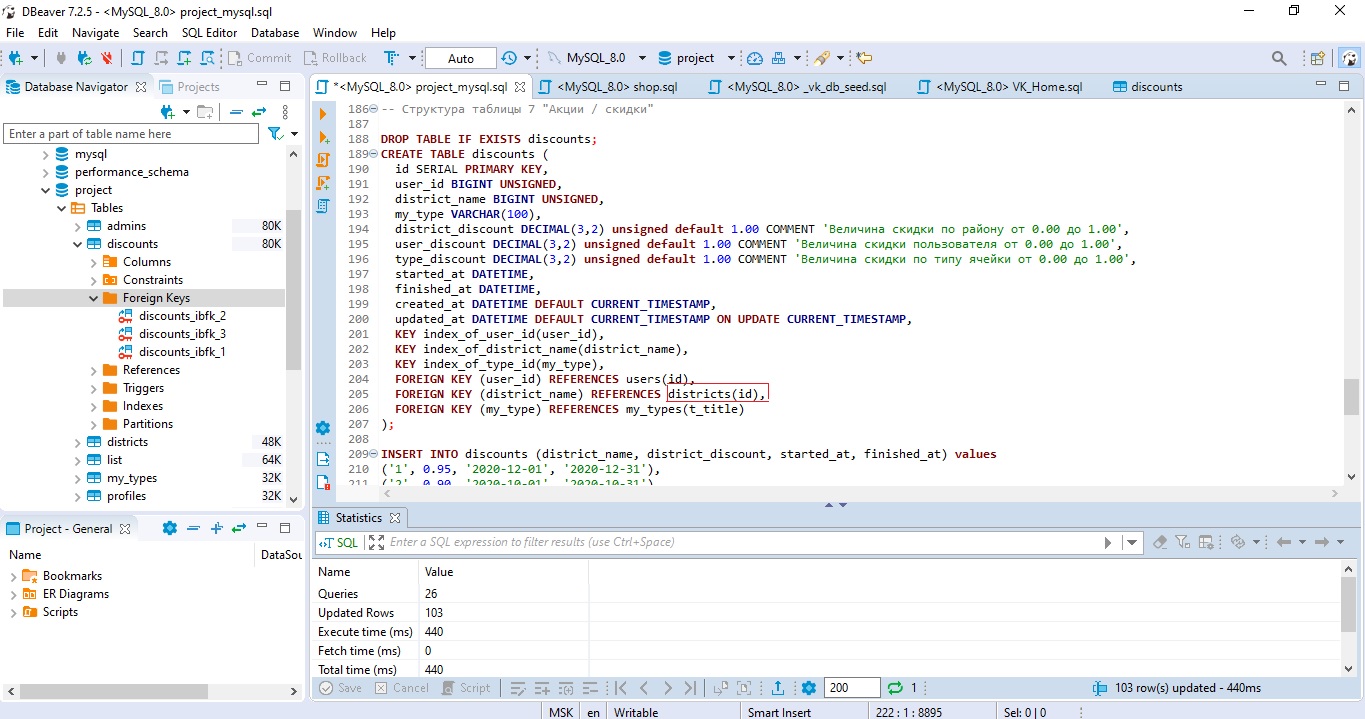 DBeaver 7.2.5 - <MySQL_8.0> project_mysql.sql
File Edit Navigate Search SQL Editor Database Window Help
Commit Rollback Auto MySQL_8.0 project
Database Navigator Projects
*<MySQL_8.0> project_mysql.sql <MySQL_8.0> shop.sql <MySQL_8.0> _vk_db_seed.sql <MySQL_8.0> VK_Home.sql discounts
Enter a part of table name here
mysql
performance_schema
project
Tables
admins 80K
discounts 80K
Columns
Constraints
Foreign Keys
discounts_ibfk_2
discounts_ibfk_3
discounts_ibfk_1
References
Triggers
Indexes
Partitions
districts 48K
list 64K
my_types 32K
profiles 32K
Project - General
Name DataSou
Bookmarks
ER Diagrams
Scripts
186 -- Структура таблицы 7 "Акции / скидки"
187
188 DROP TABLE IF EXISTS discounts;
189 CREATE TABLE discounts (
190 id SERIAL PRIMARY KEY,
191 user_id BIGINT UNSIGNED,
192 district_name BIGINT UNSIGNED,
193 my_type VARCHAR(100),
194 district_discount DECIMAL(3,2) unsigned default 1.00 COMMENT 'Величина скидки по району от 0.00 до 1.00',
195 user_discount DECIMAL(3,2) unsigned default 1.00 COMMENT 'Величина скидки пользователя от 0.00 до 1.00',
196 type_discount DECIMAL(3,2) unsigned default 1.00 COMMENT 'Величина скидки по типу ячейки от 0.00 до 1.00',
197 started_at DATETIME,
198 finished_at DATETIME,
199 created_at DATETIME DEFAULT CURRENT_TIMESTAMP,
200 updated_at DATETIME DEFAULT CURRENT_TIMESTAMP ON UPDATE CURRENT_TIMESTAMP,
201 KEY index_of_user_id(user_id),
202 KEY index_of_district_name(district_name),
203 KEY index_of_type_id(my_type),
204 FOREIGN KEY (user_id) REFERENCES users(id),
205 FOREIGN KEY (district_name) REFERENCES districts(id),
206 FOREIGN KEY (my_type) REFERENCES my_types(t_title)
207 );
208
209 INSERT INTO discounts (district_name, district_discount, started_at, finished_at) values
210 ('1', 0.95, '2020-12-01', '2020-12-31'),
211 ('2', 0.90, '2020-10-01', '2020-10-31')
Statistics
SQL Enter a SQL expression to filter results (use Ctrl+Space)
Name Value
Queries 26
Updated Rows 103
Execute time (ms) 440
Fetch time (ms) 0
Total time (ms) 440
Save Cancel Script 200 1 103 row(s) updated - 440ms
MSK en Writable Smart Insert 222 : 1 : 8895 Sel: 0 | 0